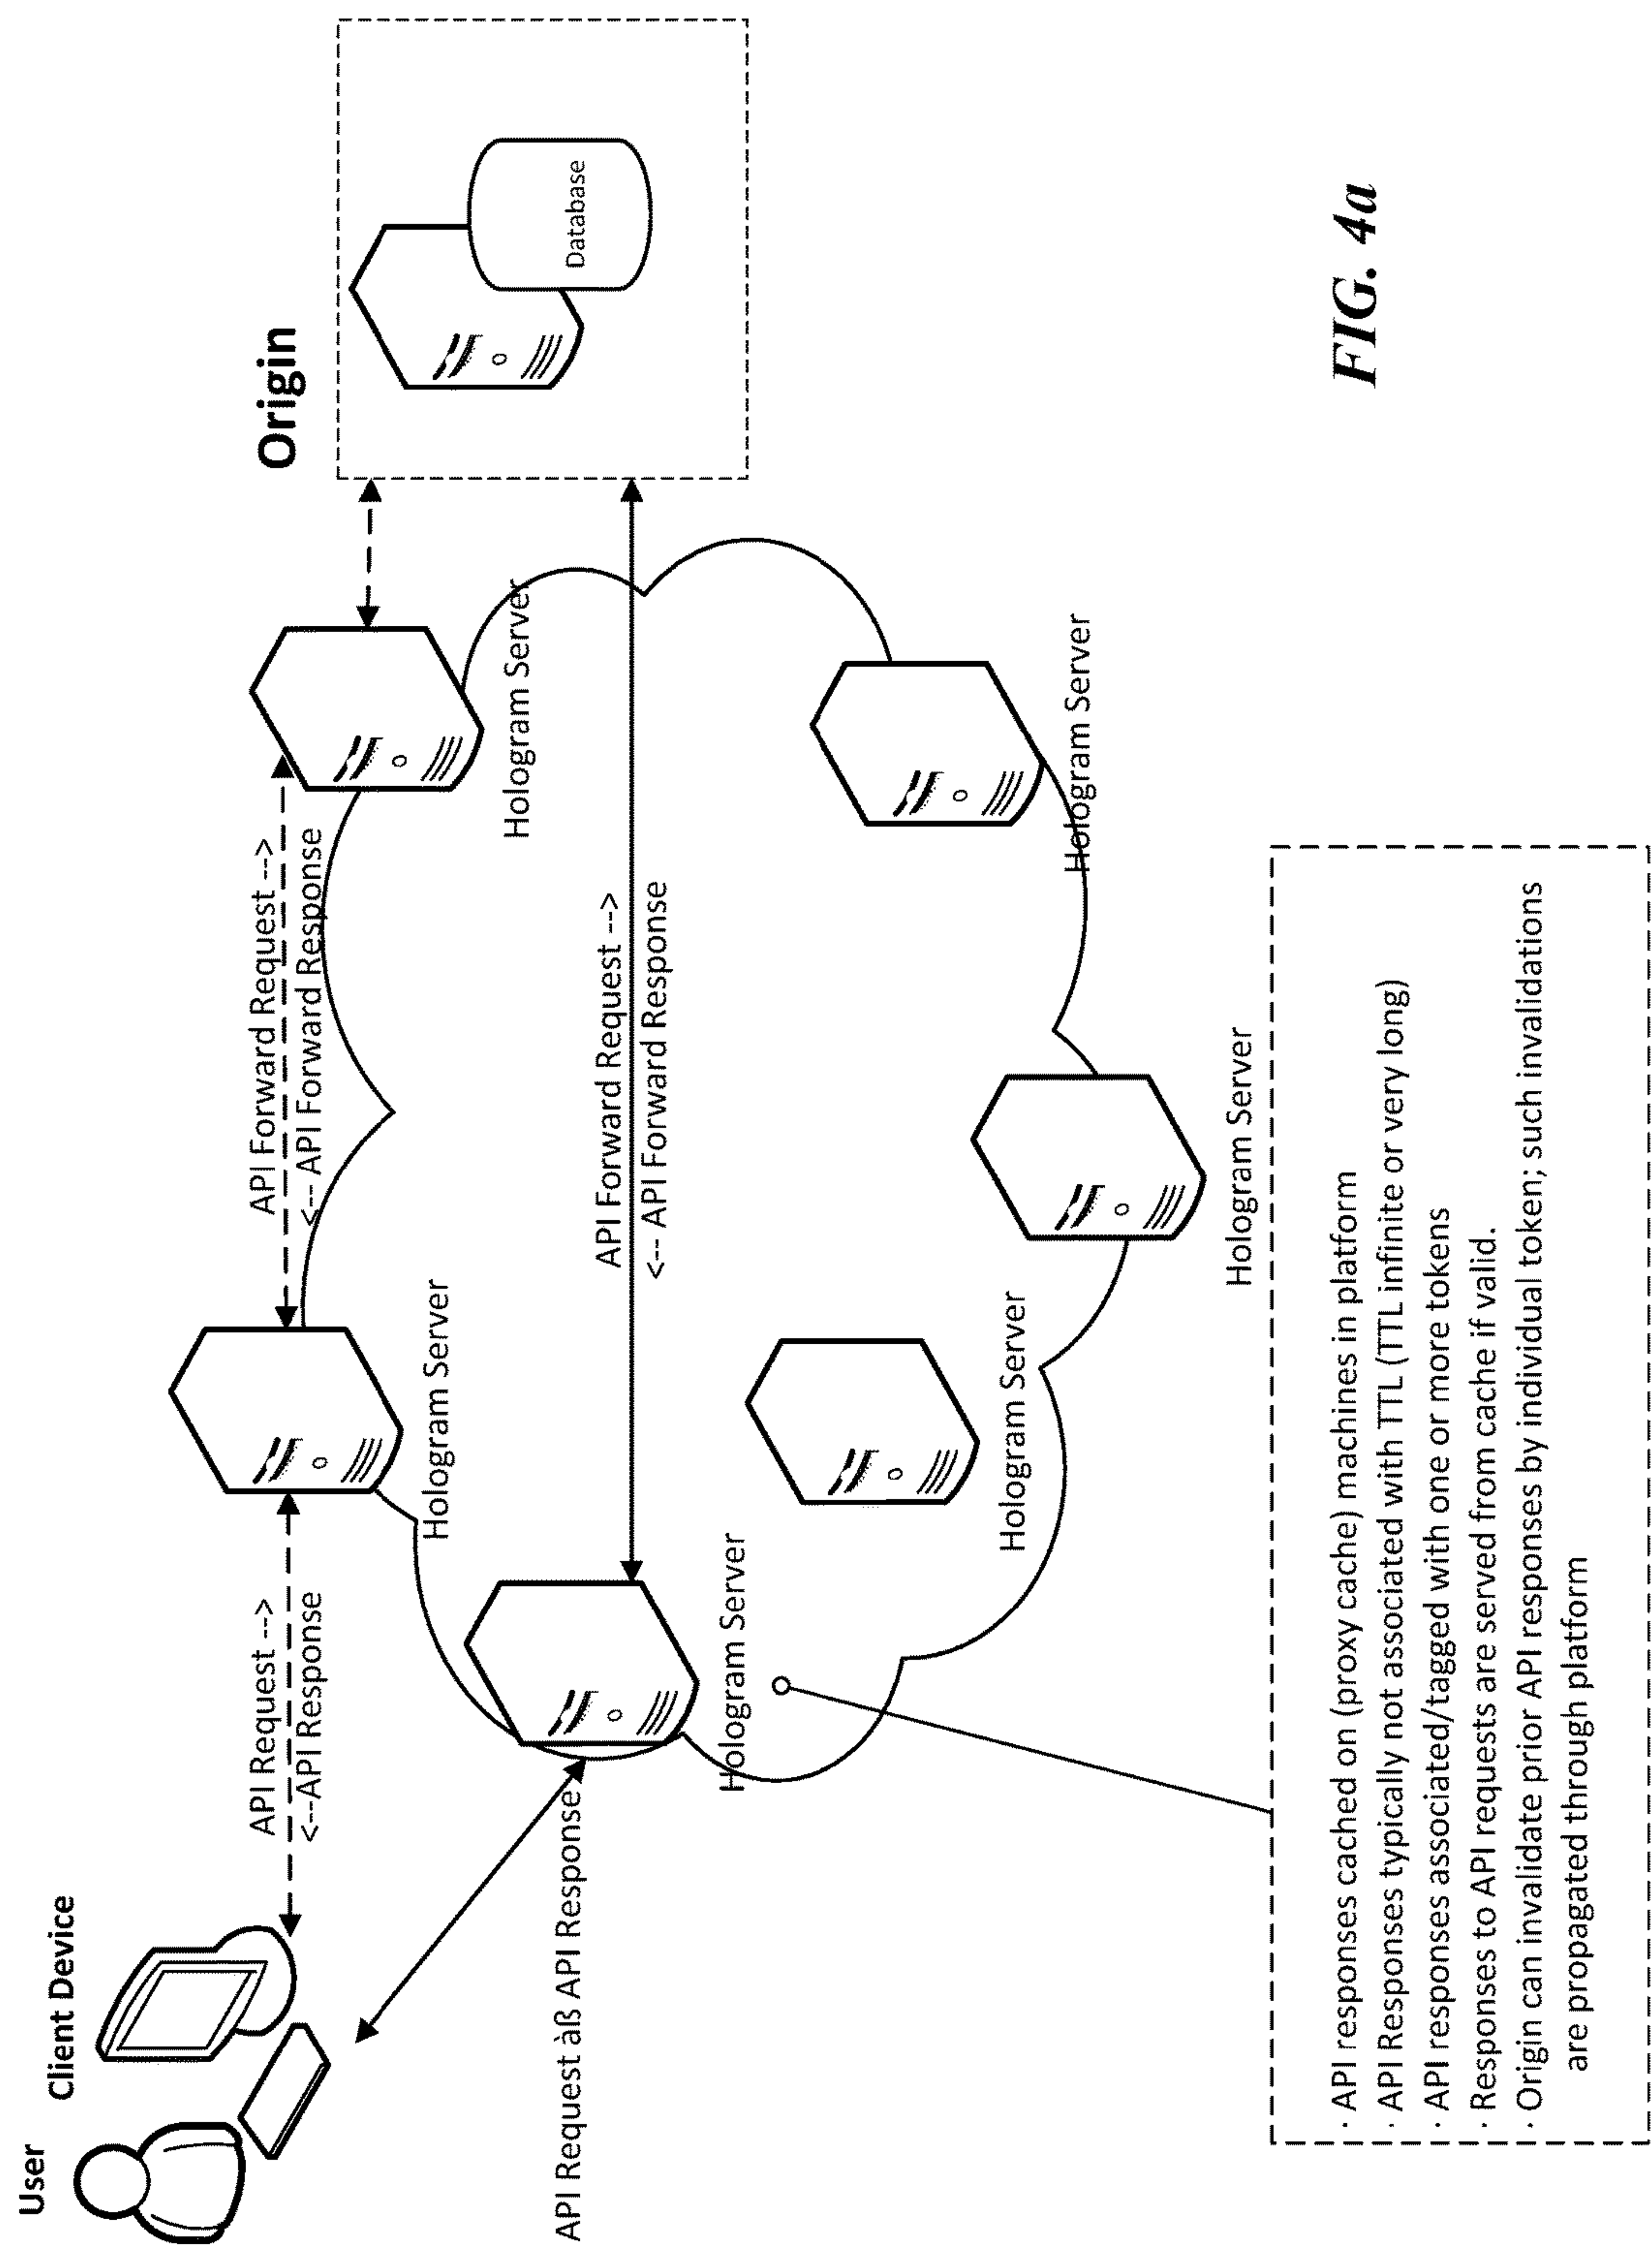 User
Client Device
API Request -->
<--API Response
API Forward Request -->
<-- API Forward Response
Origin
Database
Hologram Server
Hologram Server
API Request àß API Response
API Forward Request -->
<-- API Forward Response
Hologram Server
Hologram Server
Hologram Server
Hologram Server
· API responses cached on (proxy cache) machines in platform
· API Responses typically not associated with TTL (TTL infinite or very long)
· API responses associated/tagged with one or more tokens
· Responses to API requests are served from cache if valid.
· Origin can invalidate prior API responses by individual token; such invalidations
are propagated through platform
FIG. 4a